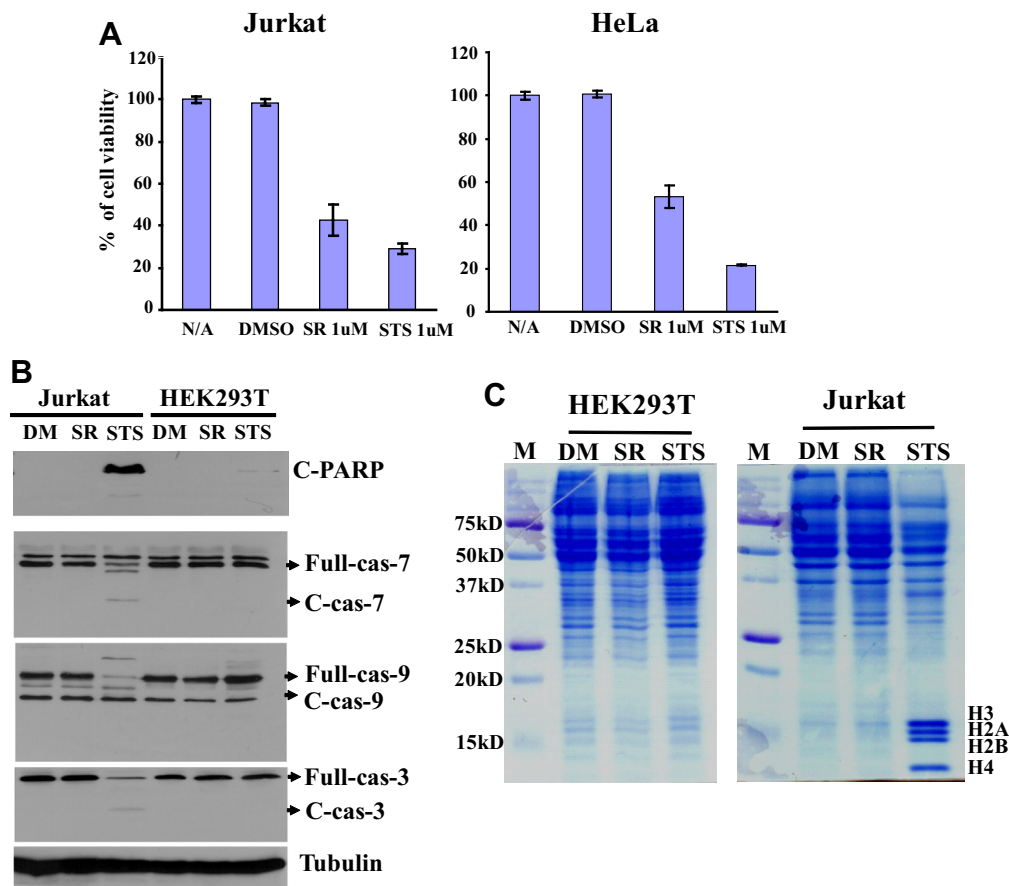 A
Jurkat
HeLa
% of cell viability
120
100
80
60
40
20
0
N/A DMSO SR 1uM STS 1uM
120
100
80
60
40
20
0
N/A DMSO SR 1uM STS 1uM
B
Jurkat HEK293T
DM SR STS DM SR STS
C-PARP
Full-cas-7
C-cas-7
Full-cas-9
C-cas-9
Full-cas-3
C-cas-3
Tubulin
C
HEK293T
M DM SR STS
75kD
50kD
37kD
25kD
20kD
15kD
Jurkat
M DM SR STS
H3
H2A
H2B
H4